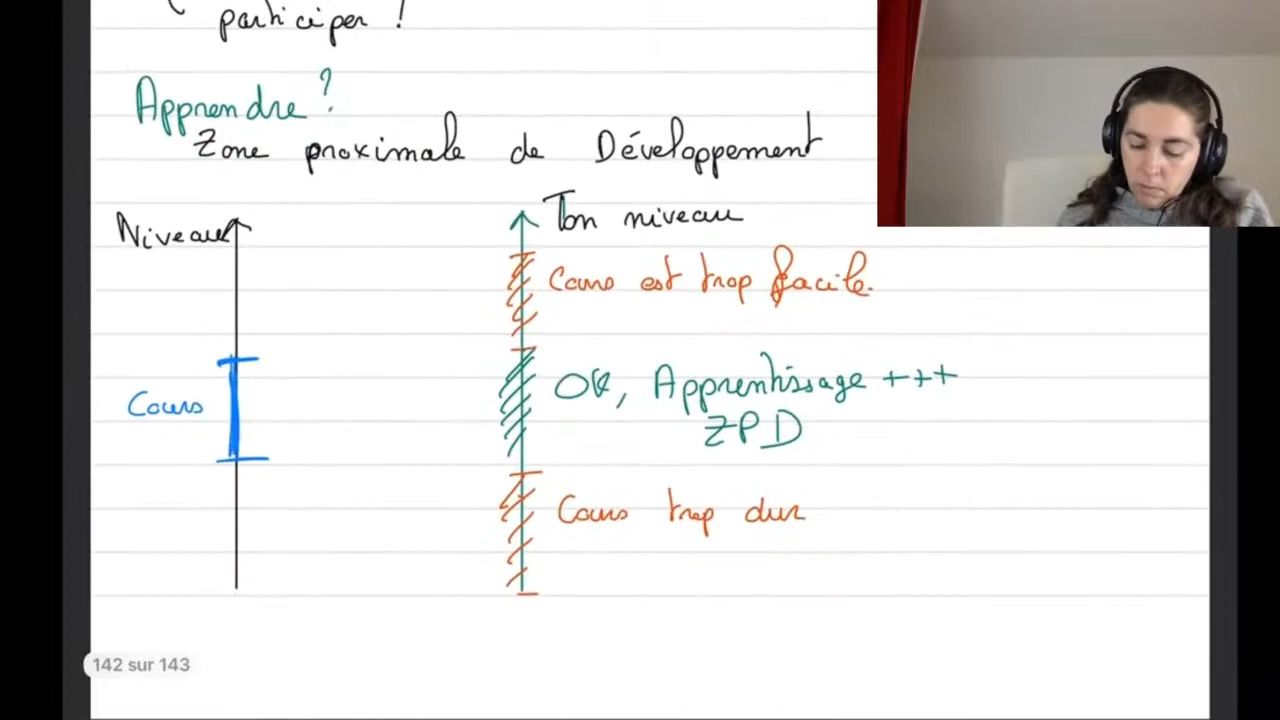 participer !
Apprendre ?
Zone proximale de Développement
Niveau
Ton niveau
Cours est trop facile.
OK, Apprentissage +++
ZPD
Cours
Cours trop dur
142 sur 143